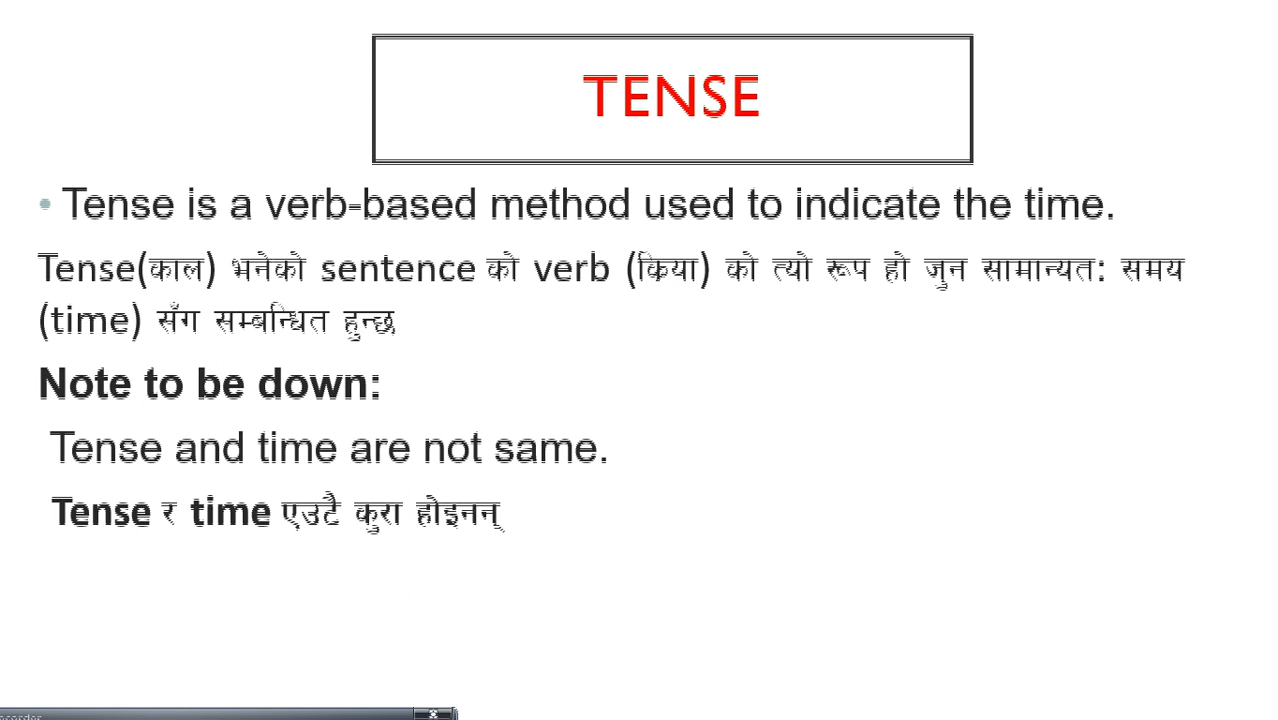 TENSE
• Tense is a verb-based method used to indicate the time.
Tense(काल) भनेको sentence को verb (क्रिया) को त्यो रूप हो जुन सामान्यत: समय
(time) सँग सम्बन्धित हुन्छ
Note to be down:
Tense and time are not same.
Tense र time एउटै कुरा होइनन्